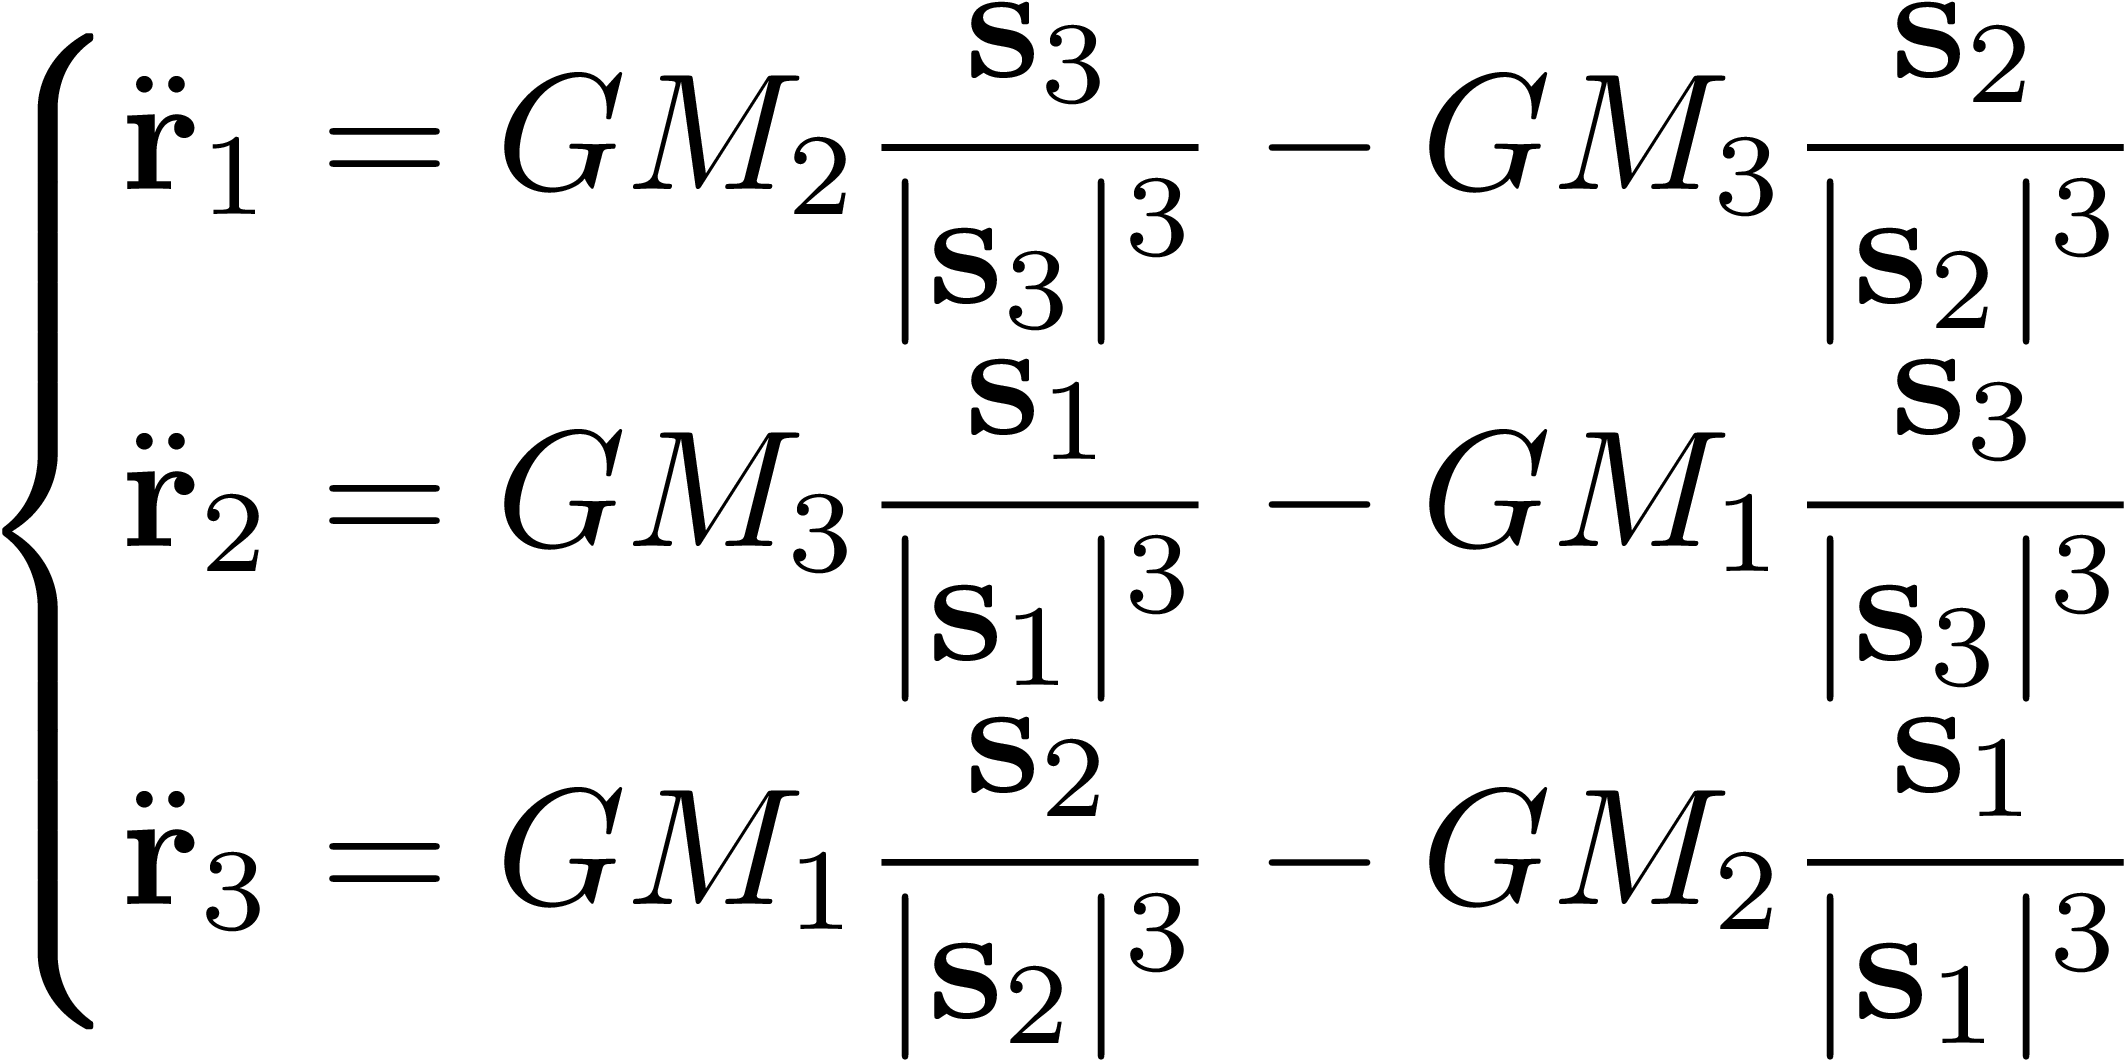 r̈₁ = GM₂ s₃/|s₃|³ − GM₃ s₂/|s₂|³
r̈₂ = GM₃ s₁/|s₁|³ − GM₁ s₃/|s₃|³
r̈₃ = GM₁ s₂/|s₂|³ − GM₂ s₁/|s₁|³